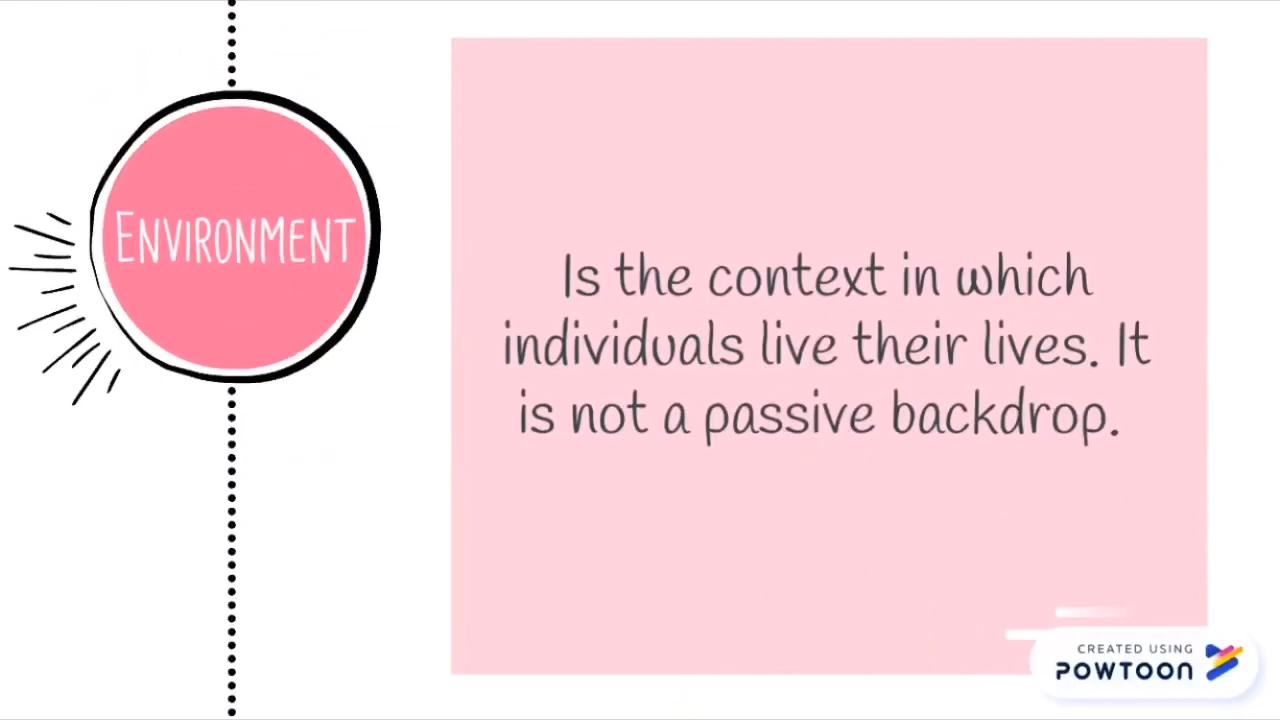 ENVIRONMENT
Is the context in which
individuals live their lives. It
is not a passive backdrop.
CREATED USING
POWTOON